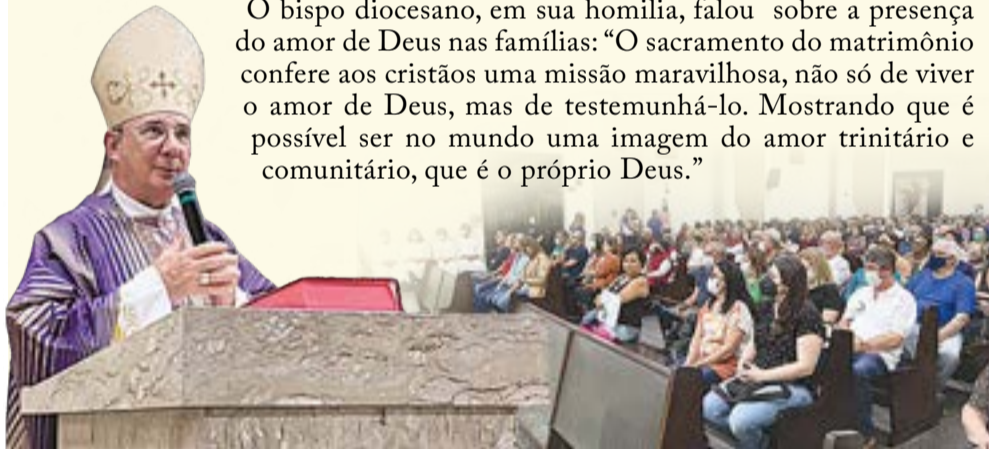 O bispo diocesano, em sua homilia, falou sobre a presença
do amor de Deus nas famílias: “O sacramento do matrimônio
confere aos cristãos uma missão maravilhosa, não só de viver
o amor de Deus, mas de testemunhá-lo. Mostrando que é
possível ser no mundo uma imagem do amor trinitário e
comunitário, que é o próprio Deus.”